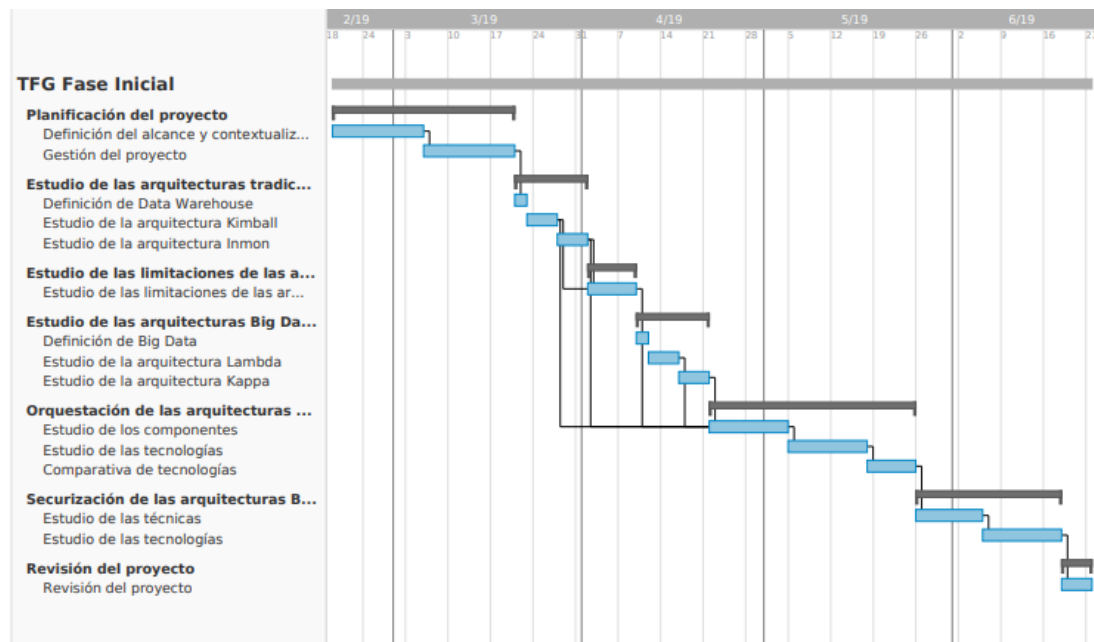 2/19 3/19 4/19 5/19 6/19
18 24 3 10 17 24 31 7 14 21 28 5 12 19 26 2 9 16
TFG Fase Inicial
Planificación del proyecto
Definición del alcance y contextualiz...
Gestión del proyecto
Estudio de las arquitecturas tradic...
Definición de Data Warehouse
Estudio de la arquitectura Kimball
Estudio de la arquitectura Inmon
Estudio de las limitaciones de las a...
Estudio de las limitaciones de las ar...
Estudio de las arquitecturas Big Da...
Definición de Big Data
Estudio de la arquitectura Lambda
Estudio de la arquitectura Kappa
Orquestación de las arquitecturas ...
Estudio de los componentes
Estudio de las tecnologías
Comparativa de tecnologías
Securización de las arquitecturas B...
Estudio de las técnicas
Estudio de las tecnologías
Revisión del proyecto
Revisión del proyecto